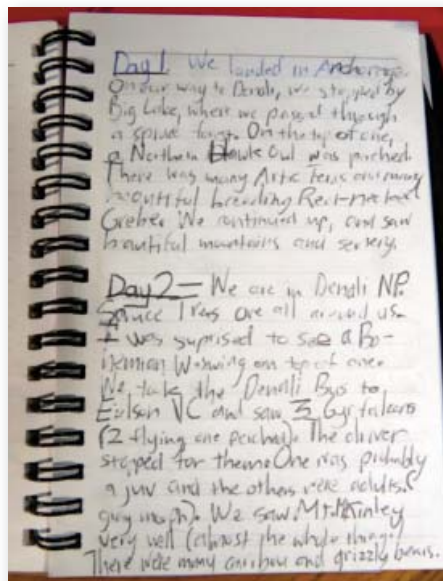 Day 1. We landed in Anchorage.
On our way to Denali, we stopped by
Big Lake, where we passed through
a spruce forest. On the top of one,
a Northern Hawk Owl was perched.
There was many Artic Terns and many
beautiful breeding Red-necked
Grebes. We continued up, and saw
beautiful mountains and
Day 2 = We are in Denali NP.
Spruce Trees are all around us.
I was suprised to see a Bo-
hemian Waxwing on top of one.
We take the Denali Bus to
Eielson VC and saw 3 Gyrfalcons
(2 flying one perched). The driver
stopped for them. One was probably
a juv and the others were adults.
gray morph). We saw Mt. McKinley
very well (almost the whole thing).
There were many caribou and grizzly bears.